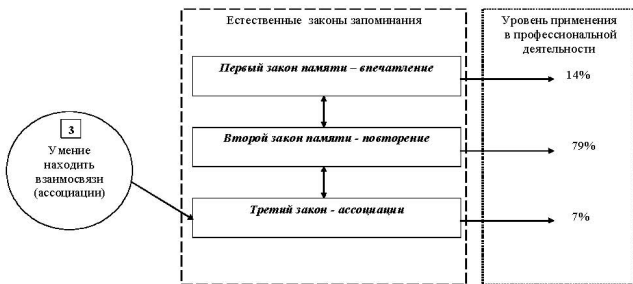 Естественные законы запоминания
Уровень применения
в профессиональной
деятельности
Первый закон памяти – впечатление
14%
3
Умение
находить
взаимосвязи
(ассоциации)
Второй закон памяти - повторение
79%
Третий закон - ассоциации
7%